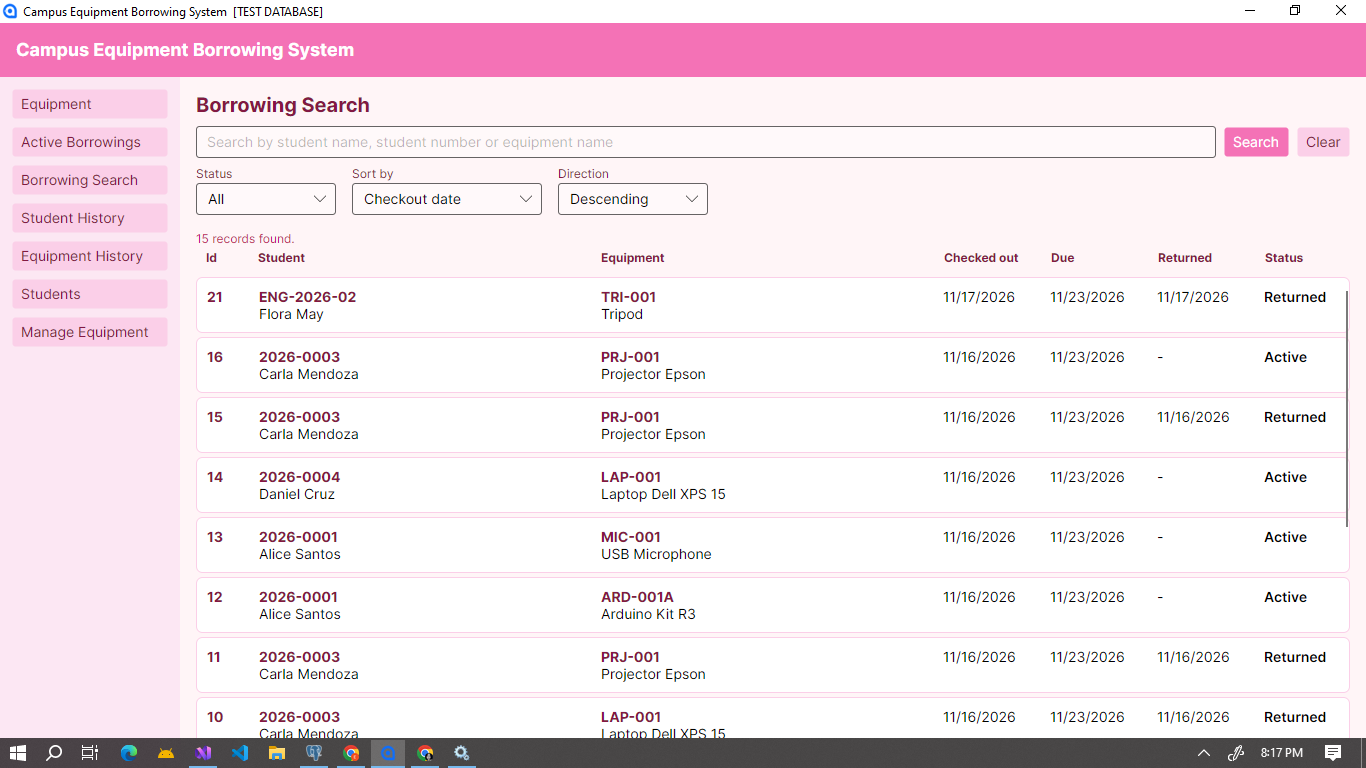 Campus Equipment Borrowing System [TEST DATABASE]
Campus Equipment Borrowing System
Equipment
Active Borrowings
Borrowing Search
Student History
Equipment History
Students
Manage Equipment
Borrowing Search
Search by student name, student number or equipment name
Search
Clear
Status
Sort by
Direction
All
Checkout date
Descending
15 records found.
Id Student Equipment Checked out Due Returned Status
21 ENG-2026-02 TRI-001 11/17/2026 11/23/2026 11/17/2026 Returned
Flora May Tripod
16 2026-0003 PRJ-001 11/16/2026 11/23/2026 - Active
Carla Mendoza Projector Epson
15 2026-0003 PRJ-001 11/16/2026 11/23/2026 11/16/2026 Returned
Carla Mendoza Projector Epson
14 2026-0004 LAP-001 11/16/2026 11/23/2026 - Active
Daniel Cruz Laptop Dell XPS 15
13 2026-0001 MIC-001 11/16/2026 11/23/2026 - Active
Alice Santos USB Microphone
12 2026-0001 ARD-001A 11/16/2026 11/23/2026 - Active
Alice Santos Arduino Kit R3
11 2026-0003 PRJ-001 11/16/2026 11/23/2026 11/16/2026 Returned
Carla Mendoza Projector Epson
10 2026-0003 LAP-001 11/16/2026 11/23/2026 11/16/2026 Returned
Carla Mendoza Laptop Dell XPS 15
8:17 PM